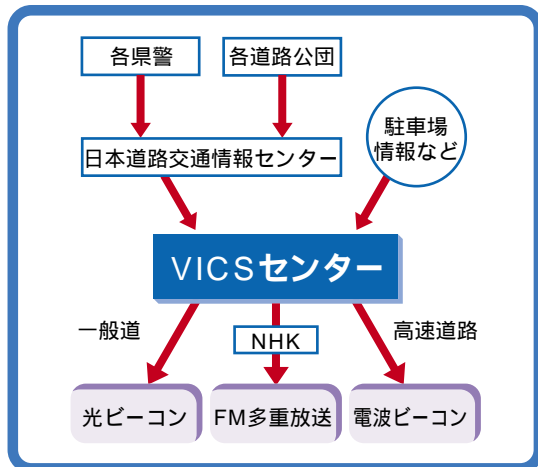 各県警
各道路公団
駐車場
情報など
日本道路交通情報センター
VICSセンター
一般道
NHK
高速道路
光ビーコン
FM多重放送
電波ビーコン